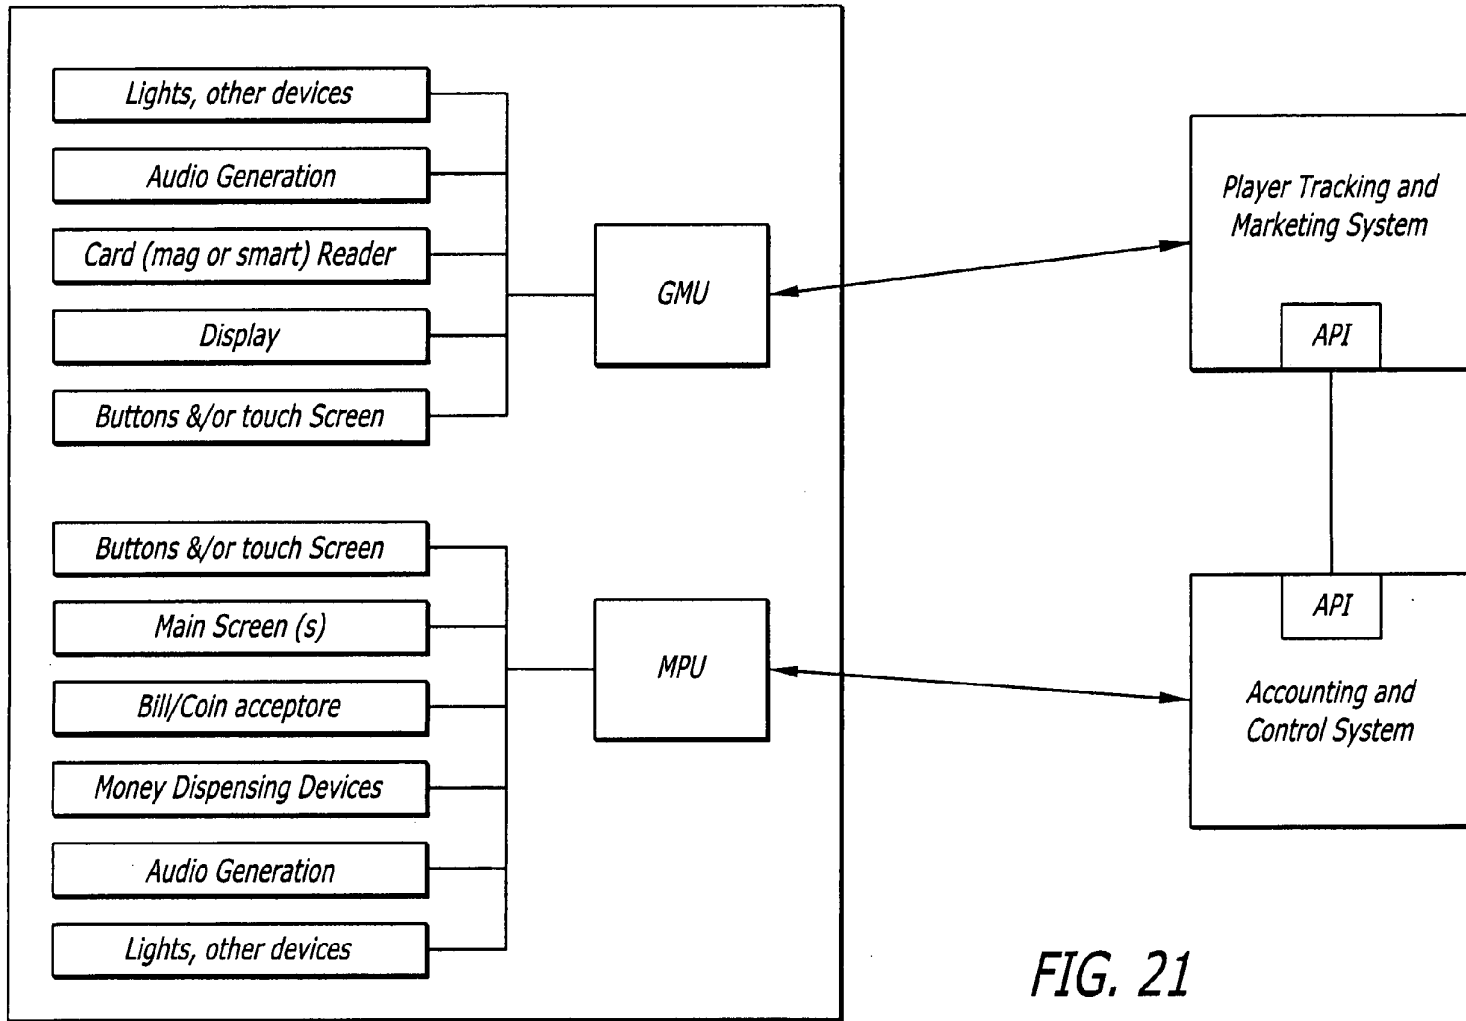 Lights, other devices
Audio Generation
Card (mag or smart) Reader
Display
Buttons &/or touch Screen
GMU
Buttons &/or touch Screen
Main Screen (s)
Bill/Coin acceptore
Money Dispensing Devices
Audio Generation
Lights, other devices
MPU
Player Tracking and
Marketing System
API
API
Accounting and
Control System
FIG. 21